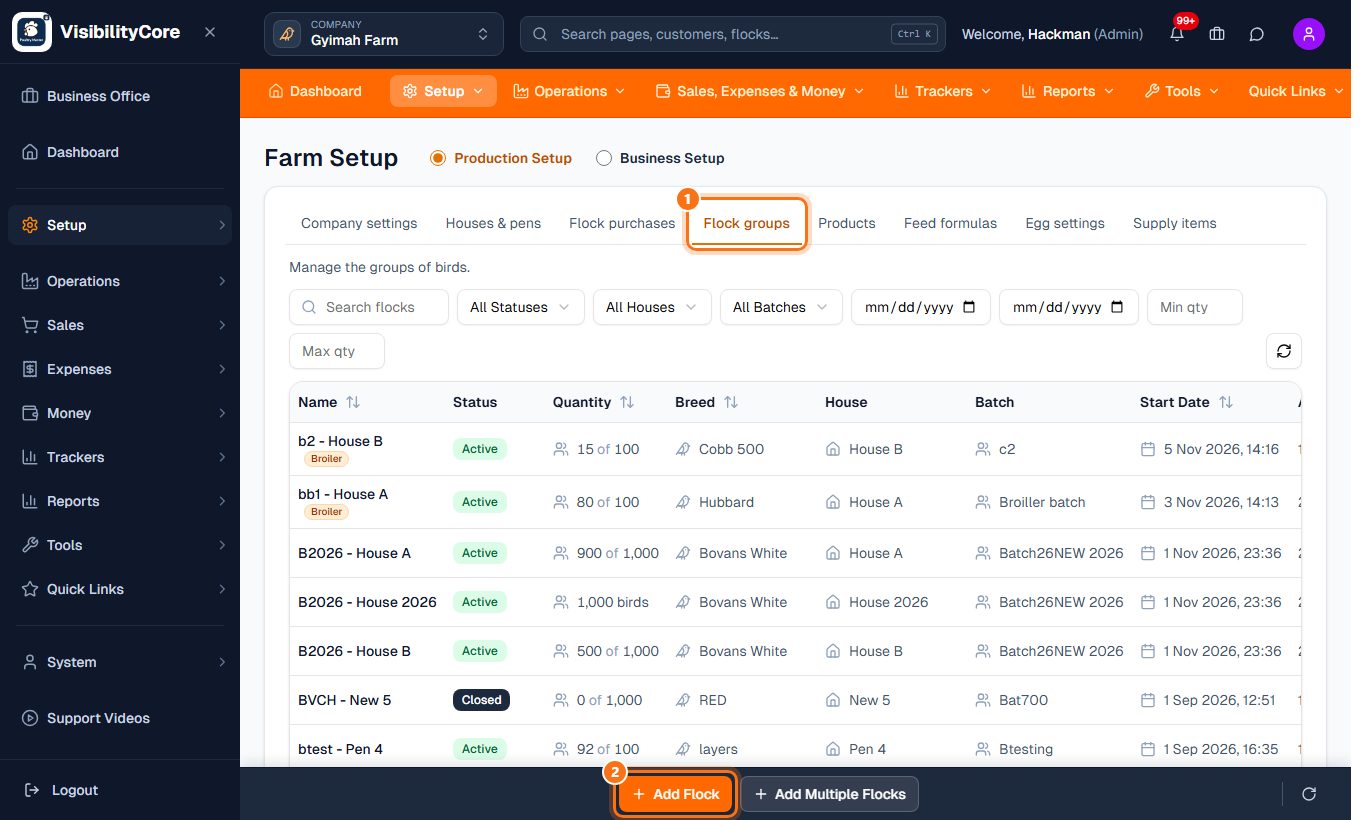 VisibilityCore
COMPANY
Gyimah Farm
Search pages, customers, flocks...
Ctrl K
Welcome, Hackman (Admin)
99+
Business Office
Dashboard
Setup
Operations
Sales
Expenses
Money
Trackers
Reports
Tools
Quick Links
System
Support Videos
Logout
Dashboard
Setup
Operations
Sales, Expenses & Money
Trackers
Reports
Tools
Quick Links
Farm Setup
Production Setup
Business Setup
1
Company settings
Houses & pens
Flock purchases
Flock groups
Products
Feed formulas
Egg settings
Supply items
Manage the groups of birds.
Search flocks
All Statuses
All Houses
All Batches
mm/dd/yyyy
mm/dd/yyyy
Min qty
Max qty
Name Status Quantity Breed House Batch Start Date
b2 - House B Active 15 of 100 Cobb 500 House B c2 5 Nov 2026, 14:16
Broiler
bb1 - House A Active 80 of 100 Hubbard House A Broiller batch 3 Nov 2026, 14:13
Broiler
B2026 - House A Active 900 of 1,000 Bovans White House A Batch26NEW 2026 1 Nov 2026, 23:36
B2026 - House 2026 Active 1,000 birds Bovans White House 2026 Batch26NEW 2026 1 Nov 2026, 23:36
B2026 - House B Active 500 of 1,000 Bovans White House B Batch26NEW 2026 1 Nov 2026, 23:36
BVCH - New 5 Closed 0 of 1,000 RED New 5 Bat700 1 Sep 2026, 12:51
btest - Pen 4 Active 92 of 100 layers Pen 4 Btesting 1 Sep 2026, 16:35
2
+ Add Flock
+ Add Multiple Flocks